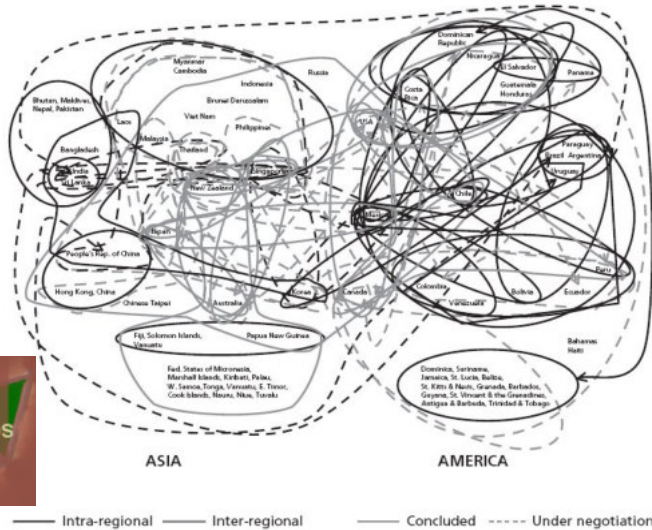 Dominican
Republic
Nicaragua
El Salvador
Panama
Guatemala
Honduras
Costa
Rica
Myanmar
Cambodia
Russia
Indonesia
Brunei Darussalam
Viet Nam
Philippines
Bhutan, Maldives,
Nepal, Pakistan
Laos
Malaysia
Thailand
USA
Bangladesh
India
Sri Lanka
Singapore
New Zealand
Paraguay
Brazil Argentina
Uruguay
Chile
Mexico
Japan
People's Rep. of China
Hong Kong, China
Chinese Taipei
Australia
Korea
Canada
Colombia
Venezuela
Bolivia
Ecuador
Peru
Fiji, Solomon Islands,
Vanuatu
Papua New Guinea
Bahamas
Haiti
Fed. States of Micronesia,
Marshall Islands, Kiribati, Palau,
W. Samoa, Tonga, Vanuatu, E. Timor,
Cook Islands, Nauru, Niue, Tuvalu
Dominica, Suriname,
Jamaica, St. Lucia, Belize,
St. Kitts & Nevis, Grenada, Barbados,
Guyana, St. Vincent & the Grenadines,
Antigua & Barbuda, Trinidad & Tobago
S
ASIA
AMERICA
Intra-regional
Inter-regional
Concluded
Under negotiation